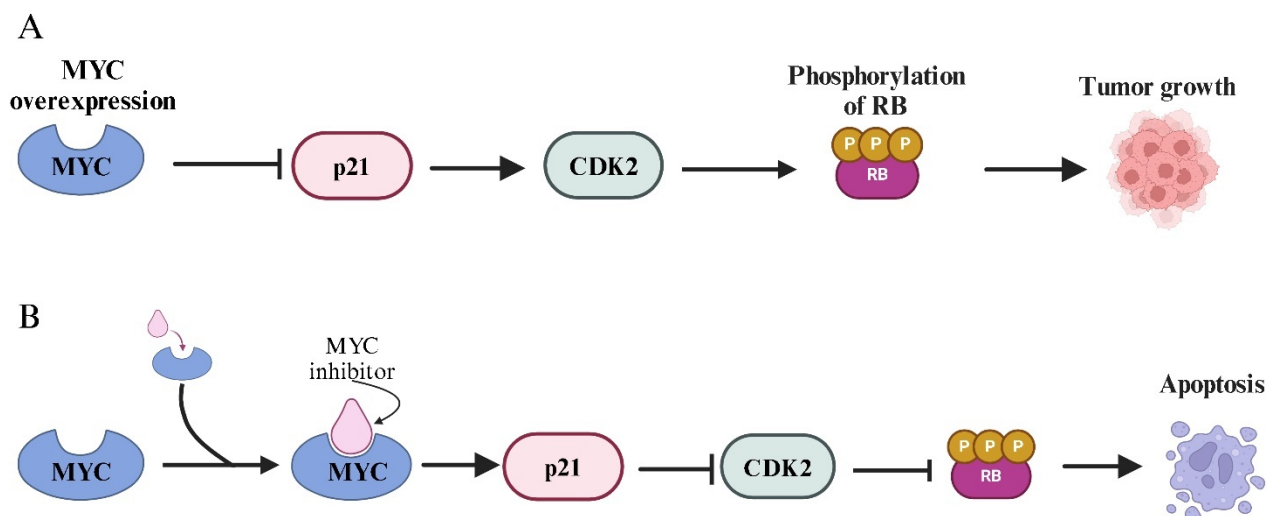 A
MYC
overexpression
MYC
p21
CDK2
Phosphorylation
of RB
P P P
RB
Tumor growth
B
MYC
MYC
inhibitor
MYC
p21
CDK2
P P P
RB
Apoptosis